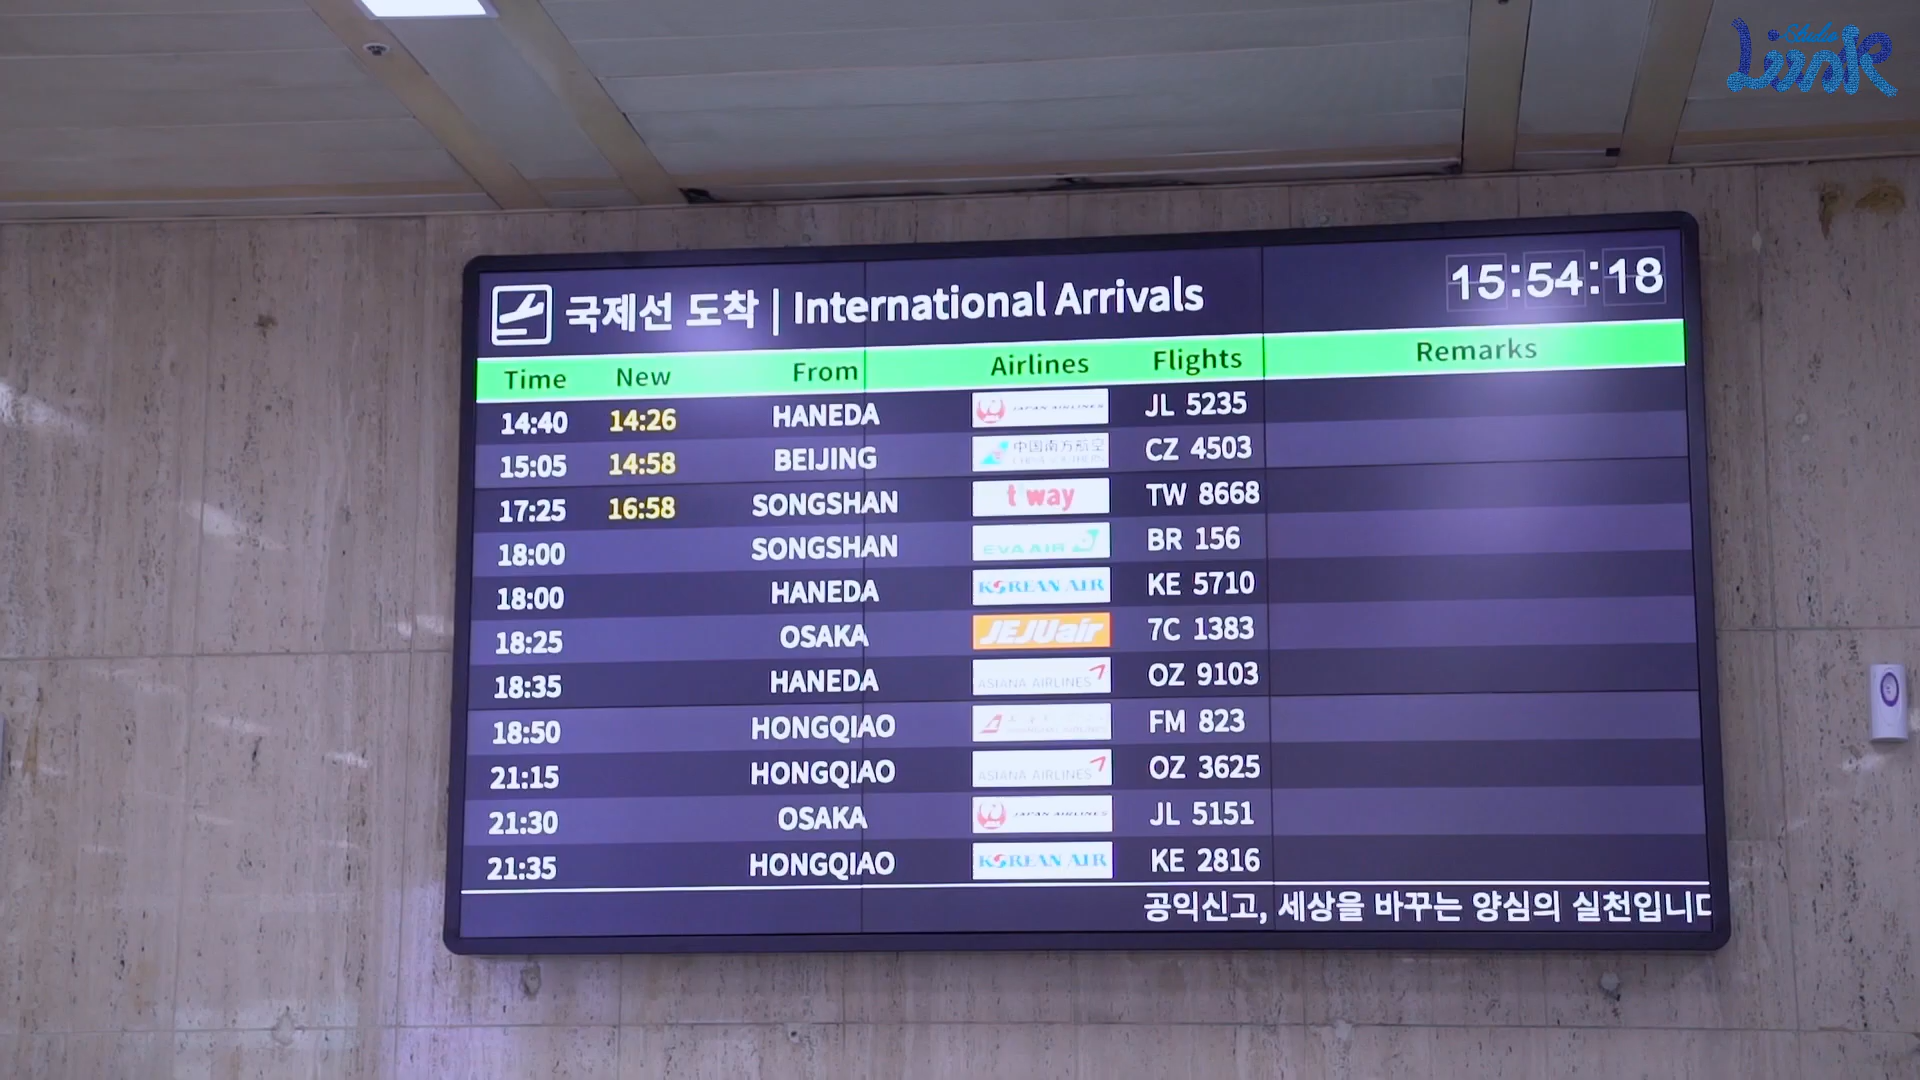 Studio
LiinK
국제선 도착 | International Arrivals 15:54:18
Time New From Airlines Flights Remarks
14:40 14:26 HANEDA JAPAN AIRLINES JL 5235
15:05 14:58 BEIJING 中国南方航空 CHINA SOUTHERN CZ 4503
17:25 16:58 SONGSHAN t'way TW 8668
18:00 SONGSHAN EVA AIR BR 156
18:00 HANEDA KOREAN AIR KE 5710
18:25 OSAKA JEJUair 7C 1383
18:35 HANEDA ASIANA AIRLINES OZ 9103
18:50 HONGQIAO FM 823
21:15 HONGQIAO ASIANA AIRLINES OZ 3625
21:30 OSAKA JAPAN AIRLINES JL 5151
21:35 HONGQIAO KOREAN AIR KE 2816
공익신고, 세상을 바꾸는 양심의 실천입니다